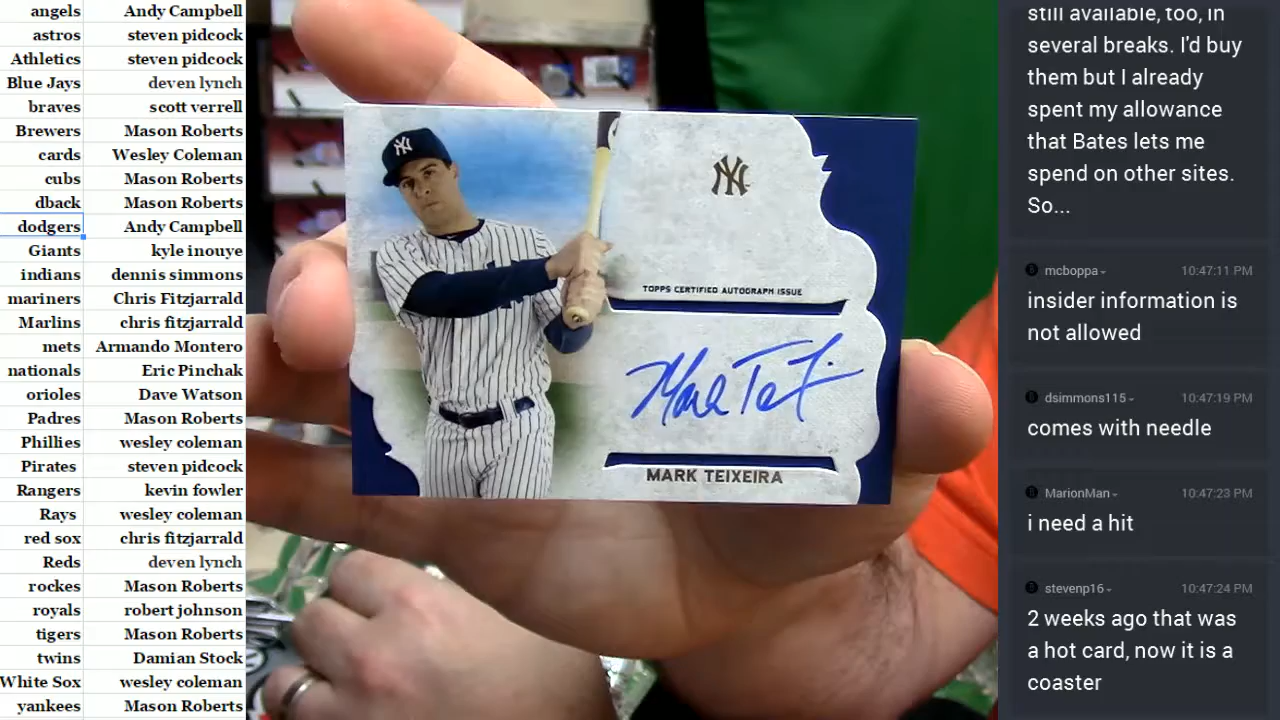 angels Andy Campbell
astros steven pidcock
Athletics steven pidcock
Blue Jays deven lynch
braves scott verrell
Brewers Mason Roberts
cards Wesley Coleman
cubs Mason Roberts
dback Mason Roberts
dodgers Andy Campbell
Giants kyle inouye
indians dennis simmons
mariners Chris Fitzjarrald
Marlins chris fitzjarrald
mets Armando Montero
nationals Eric Pinchak
orioles Dave Watson
Padres Mason Roberts
Phillies wesley coleman
Pirates steven pidcock
Rangers kevin fowler
Rays wesley coleman
red sox chris fitzjarrald
Reds deven lynch
rockes Mason Roberts
royals robert johnson
tigers Mason Roberts
twins Damian Stock
White Sox wesley coleman
yankees Mason Roberts
NY
NY
TOPPS CERTIFIED AUTOGRAPH ISSUE
Mark Teixeira
MARK TEIXEIRA
still available, too, in
several breaks. I'd buy
them but I already
spent my allowance
that Bates lets me
spend on other sites.
So...
mcboppa 10:47:11 PM
insider information is
not allowed
dsimmons115 10:47:19 PM
comes with needle
MarionMan 10:47:23 PM
i need a hit
stevenp16 10:47:24 PM
2 weeks ago that was
a hot card, now it is a
coaster